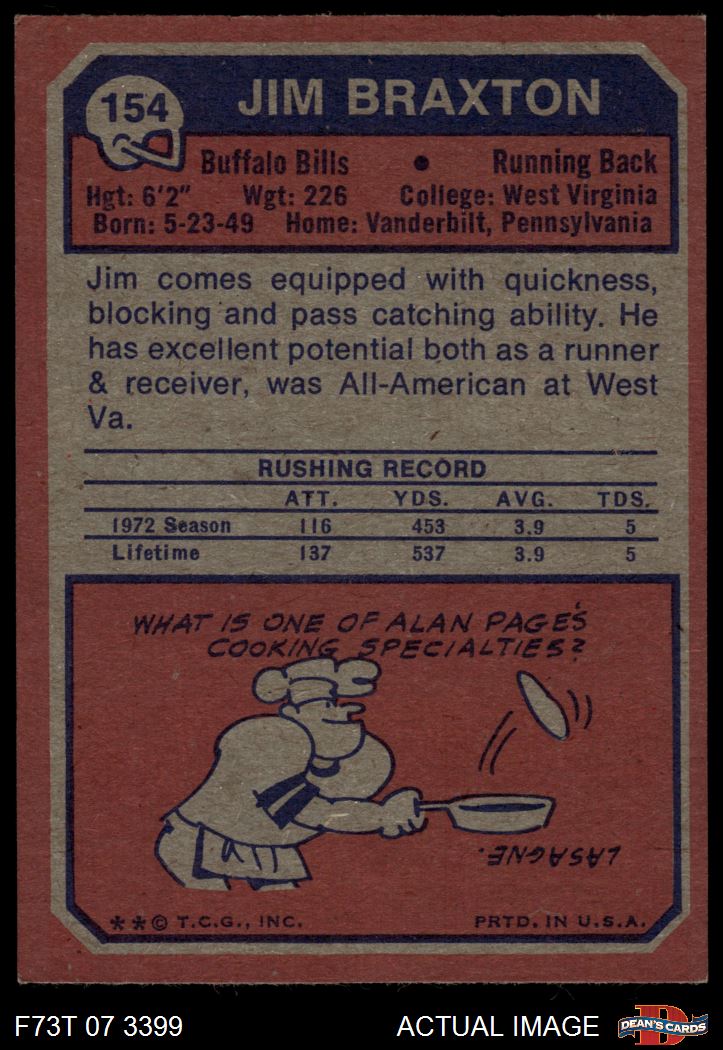 154
JIM BRAXTON
Buffalo Bills • Running Back
Hgt: 6'2" Wgt: 226 College: West Virginia
Born: 5-23-49 Home: Vanderbilt, Pennsylvania
Jim comes equipped with quickness,
blocking and pass catching ability. He
has excellent potential both as a runner
& receiver, was All-American at West
Va.
RUSHING RECORD
ATT. YDS. AVG. TDS.
1972 Season 116 453 3.9 5
Lifetime 137 537 3.9 5
WHAT IS ONE OF ALAN PAGE'S
COOKING SPECIALTIES?
LASAGNE.
**© T.C.G., INC. PRTD. IN U.S.A.
F73T 07 3399 ACTUAL IMAGE DEAN'S CARDS